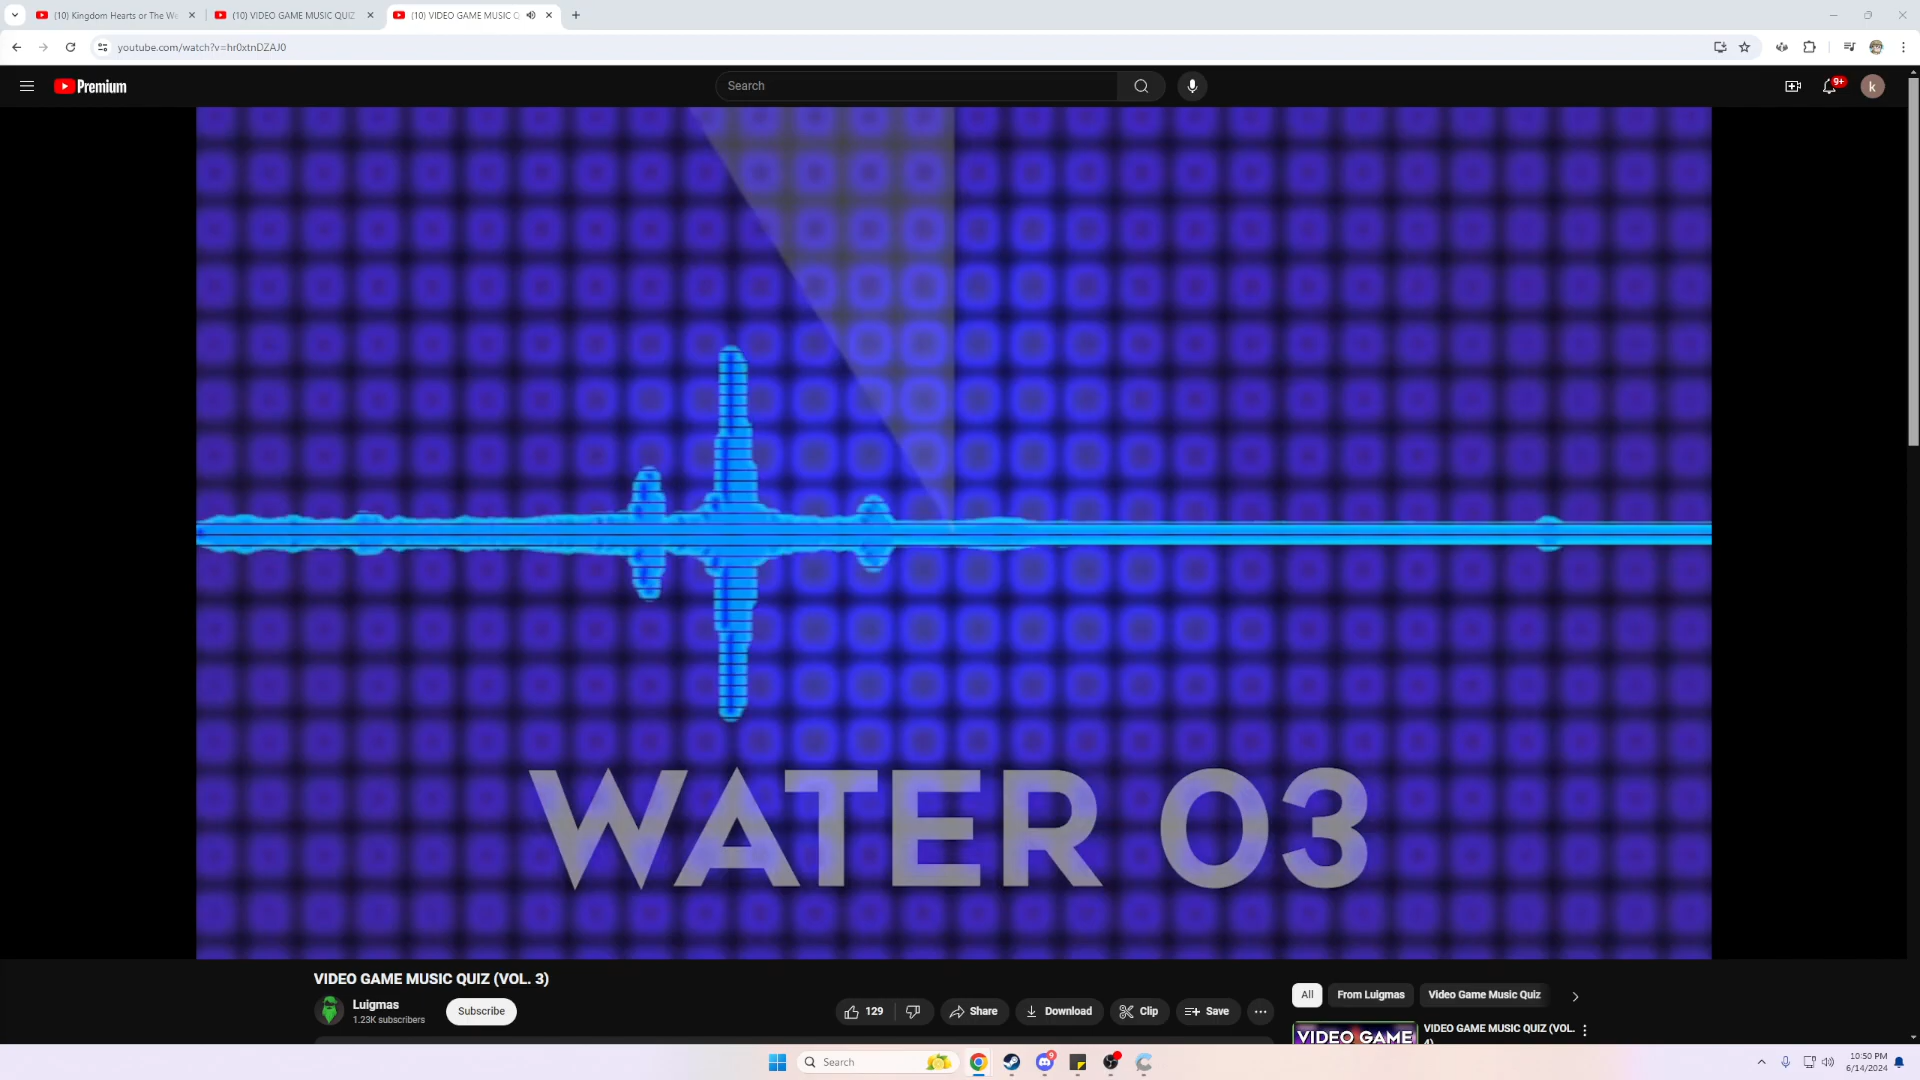 (10) Kingdom Hearts or The We
(10) VIDEO GAME MUSIC QUIZ
(10) VIDEO GAME MUSIC Q
youtube.com/watch?v=hr0xtnDZAJ0
Premium
Search
9+
k
WATER 03
VIDEO GAME MUSIC QUIZ (VOL. 3)
Luigmas
1.23K subscribers
Subscribe
129
Share
Download
Clip
Save
All
From Luigmas
Video Game Music Quiz
VIDEO GAME
VIDEO GAME MUSIC QUIZ (VOL.
4)
Search
9
10:50 PM
6/14/2024